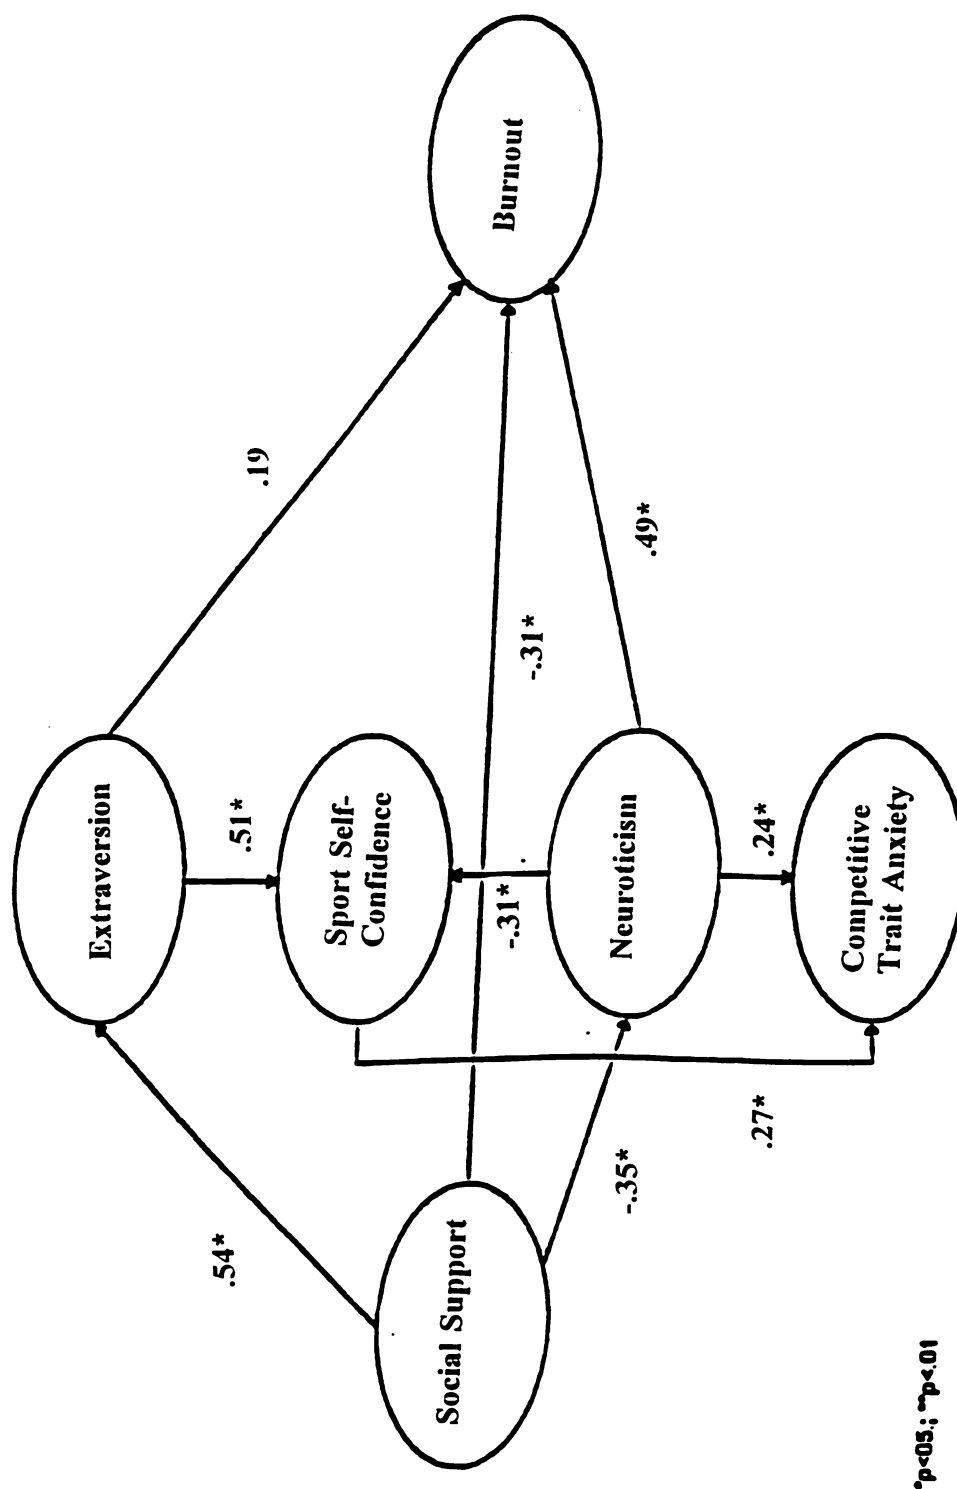 Extraversion
.54*
.51*
.19
Sport Self-
Confidence
Social Support
-.31*
-.31*
Burnout
-.35*
Neuroticism
.49*
.27*
.24*
Competitive
Trait Anxiety
*p<05.; **p<.01